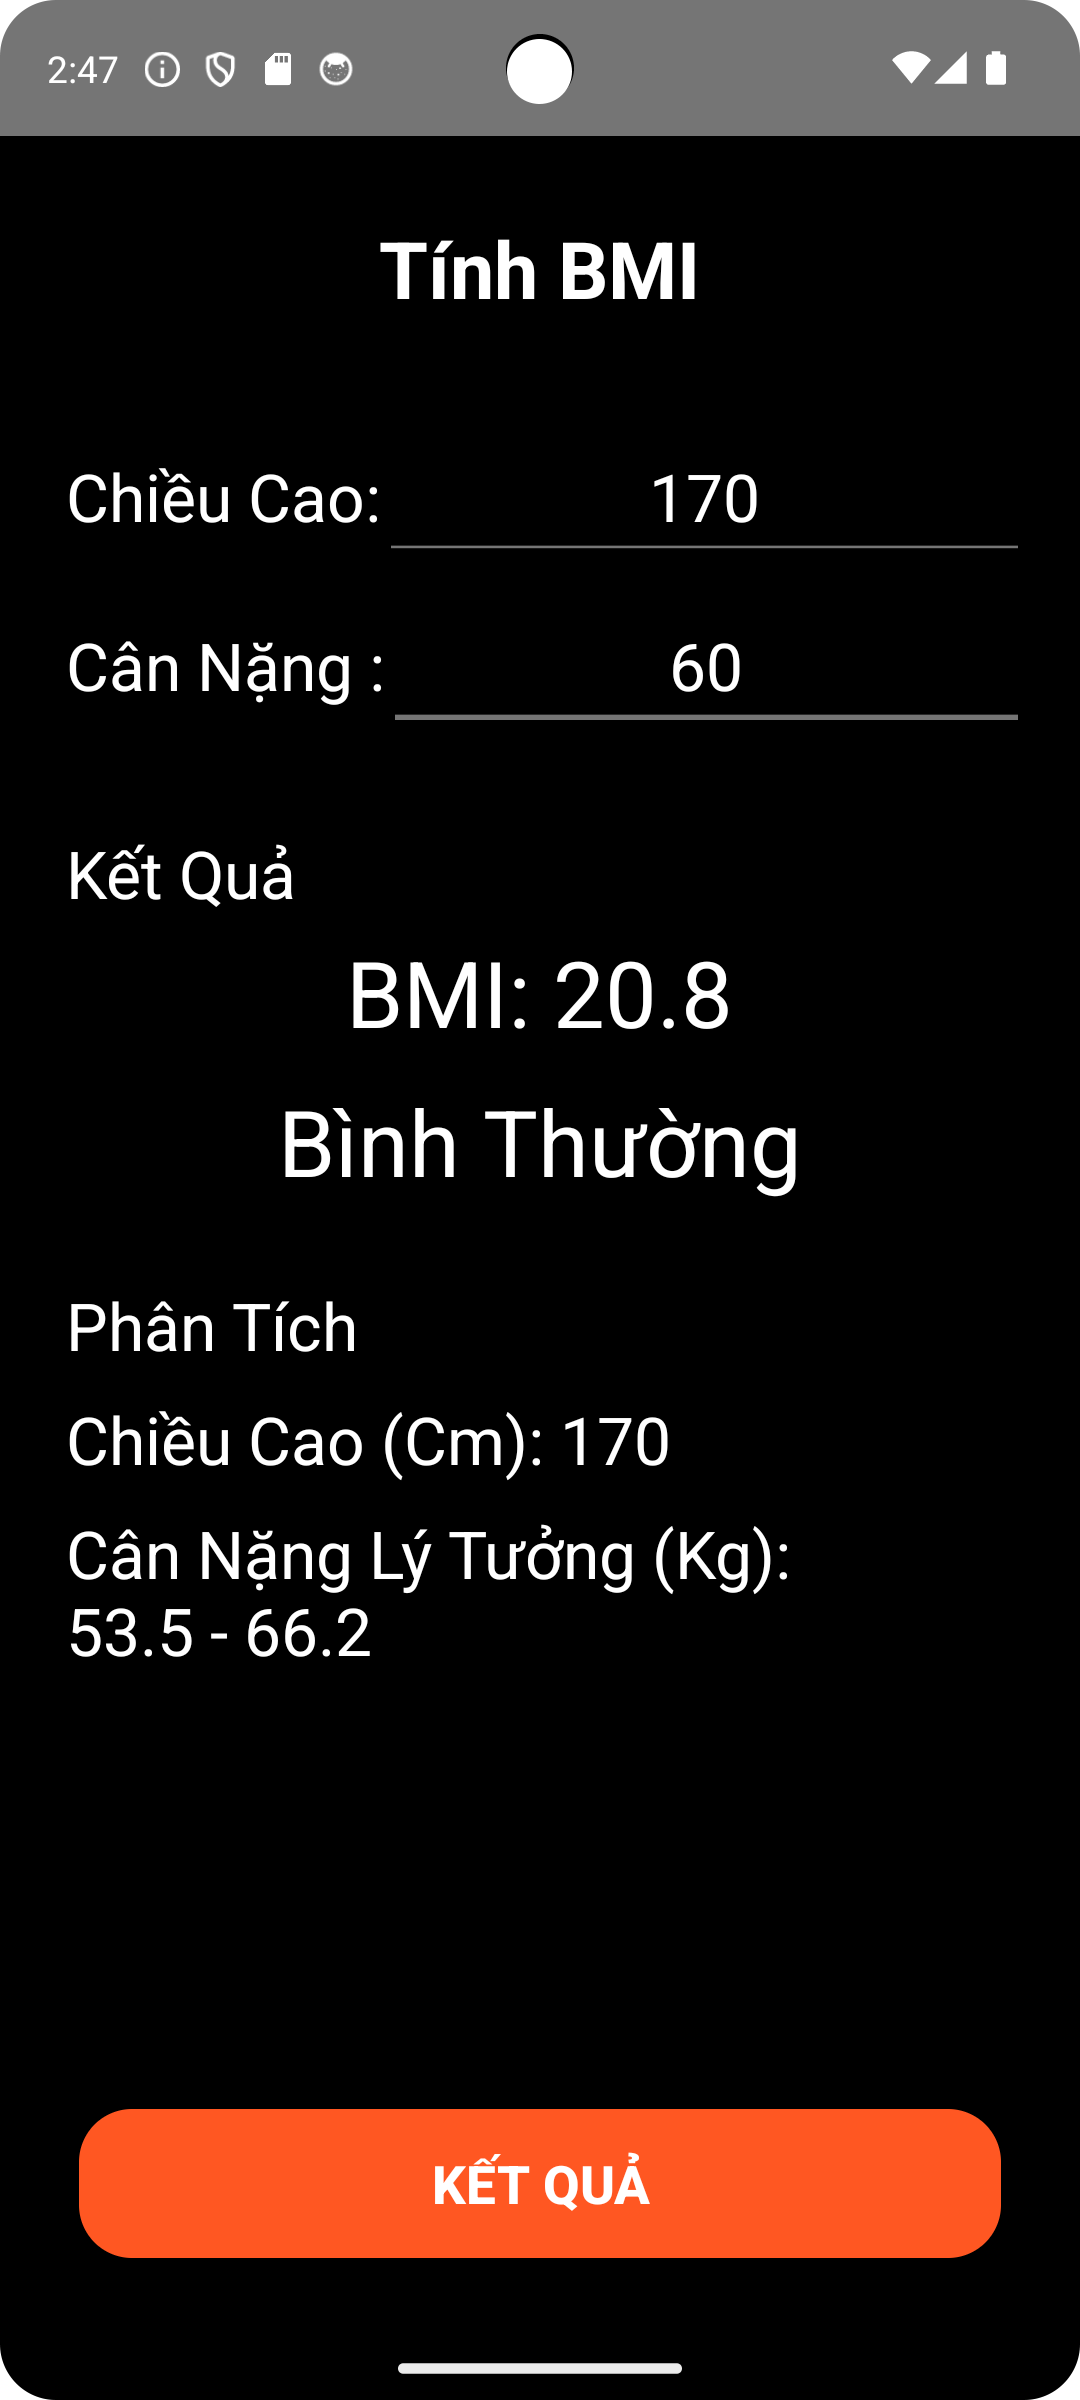 2:47
Tính BMI
Chiều Cao: 170
Cân Nặng : 60
Kết Quả
BMI: 20.8
Bình Thường
Phân Tích
Chiều Cao (Cm): 170
Cân Nặng Lý Tưởng (Kg):
53.5 - 66.2
KẾT QUẢ